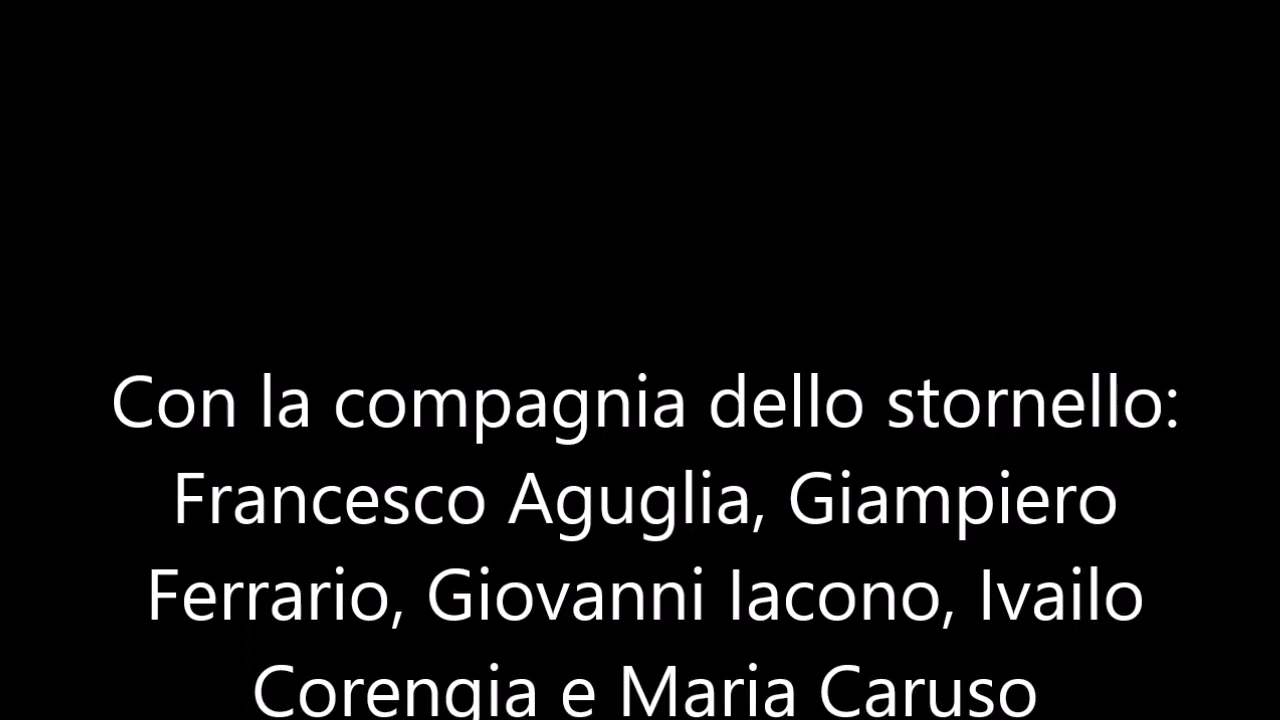 Con la compagnia dello stornello:
Francesco Aguglia, Giampiero
Ferrario, Giovanni Iacono, Ivailo
Corengia e Maria Caruso